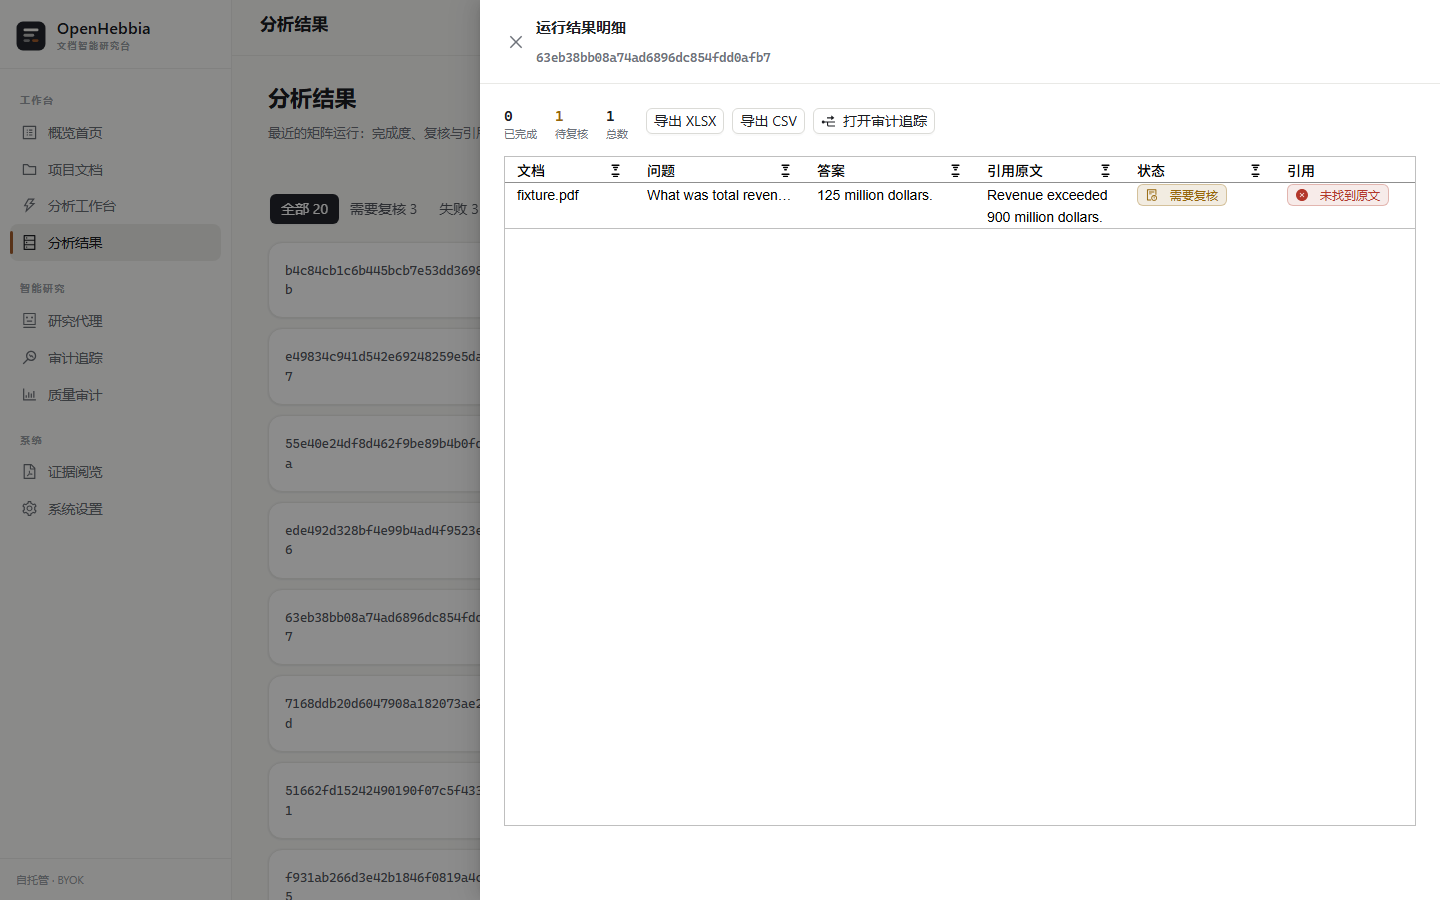 OpenHebbia
文档智能研究台
工作台
概览首页
项目文档
分析工作台
分析结果
智能研究
研究代理
审计追踪
质量审计
系统
证据阅览
系统设置
自托管 · BYOK
分析结果
分析结果
最近的矩阵运行：完成度、复核与引
全部 20 需要复核 3 失败 3
b4c84cb1c6b445bcb7e53dd3698
b
e49834c941d542e69248259e5da
7
55e40e24df8d462f9be89b4b0fc
a
ede492d328bf4e99b4ad4f9523e
6
63eb38bb08a74ad6896dc854fdd
7
7168ddb20d6047908a182073ae2
d
51662fd15242490190f07c5f433
1
f931ab266d3e42b1846f0819a4c
5
运行结果明细
63eb38bb08a74ad6896dc854fdd0afb7
0 1 1
已完成 待复核 总数
导出 XLSX 导出 CSV 打开审计追踪
文档 问题 答案 引用原文 状态 引用
fixture.pdf What was total reven… 125 million dollars. Revenue exceeded 需要复核 未找到原文
900 million dollars.